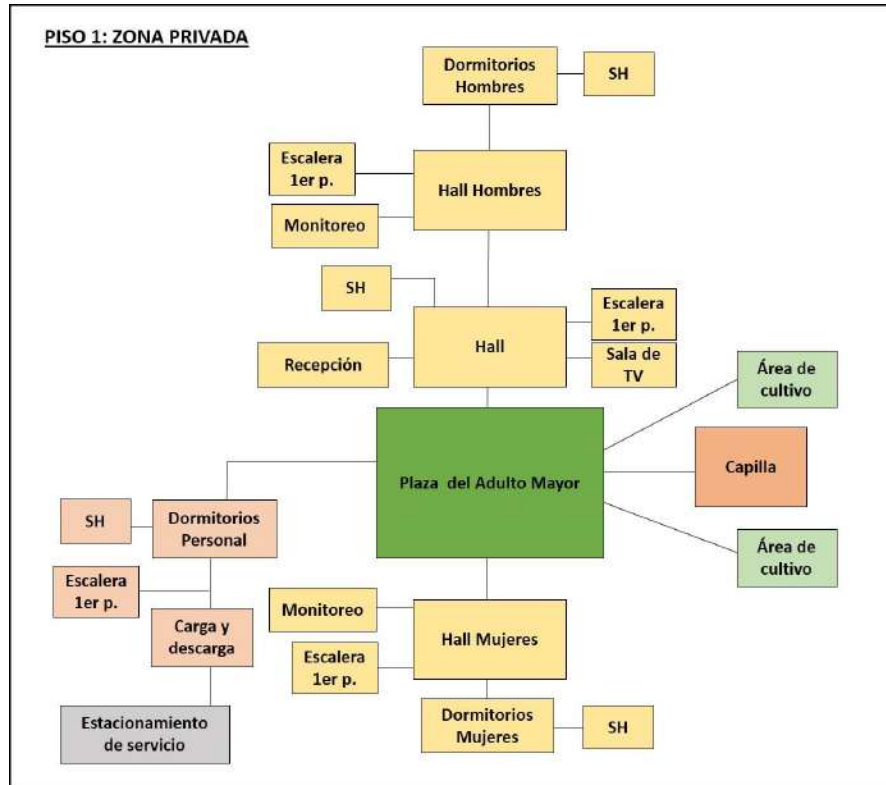 PISO 1: ZONA PRIVADA
Dormitorios
Hombres
SH
Escalera
1er p.
Hall Hombres
Monitoreo
SH
Escalera
1er p.
Hall
Recepción
Sala de
TV
Área de
cultivo
Plaza del Adulto Mayor
Capilla
SH
Dormitorios
Personal
Área de
cultivo
Escalera
1er p.
Monitoreo
Hall Mujeres
Carga y
descarga
Escalera
1er p.
Estacionamiento
de servicio
Dormitorios
Mujeres
SH